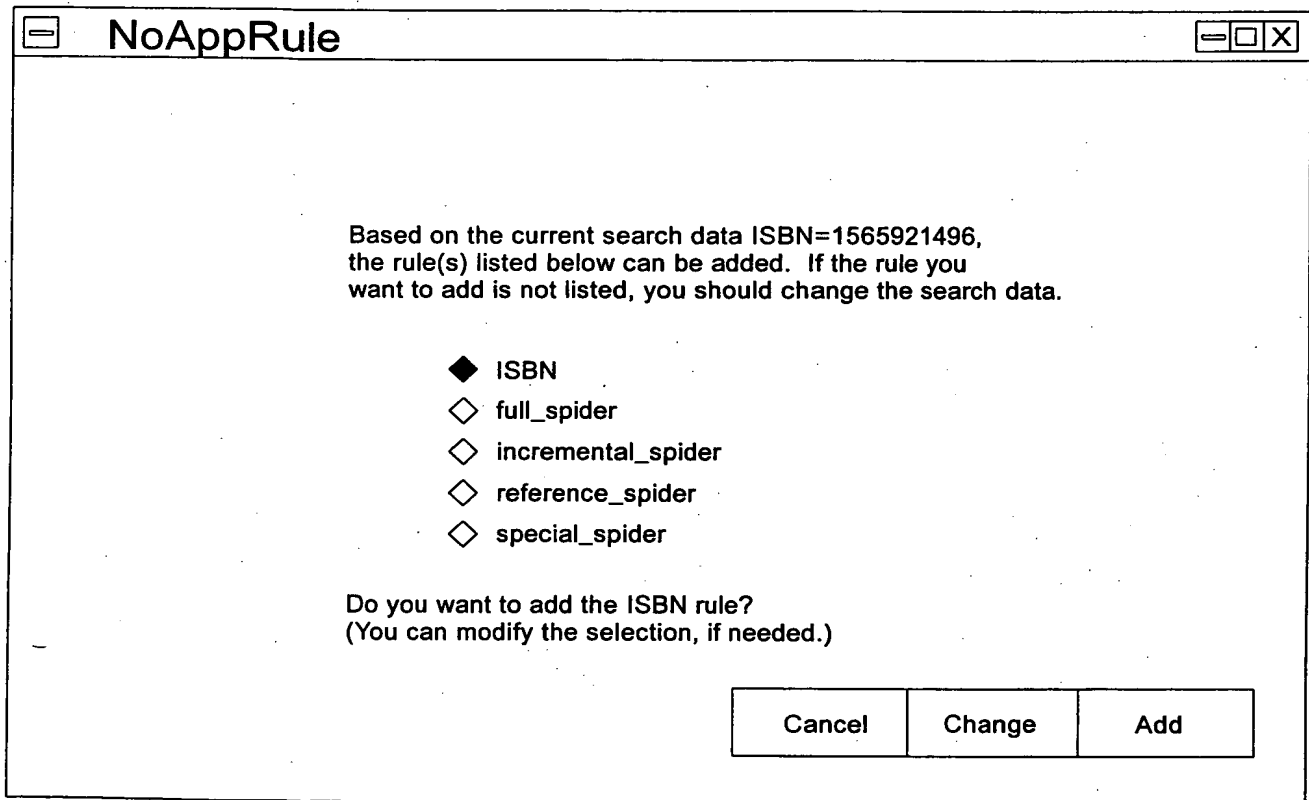 NoAppRule
Based on the current search data ISBN=1565921496,
the rule(s) listed below can be added. If the rule you
want to add is not listed, you should change the search data.
ISBN
full_spider
incremental_spider
reference_spider
special_spider
Do you want to add the ISBN rule?
(You can modify the selection, if needed.)
Cancel
Change
Add